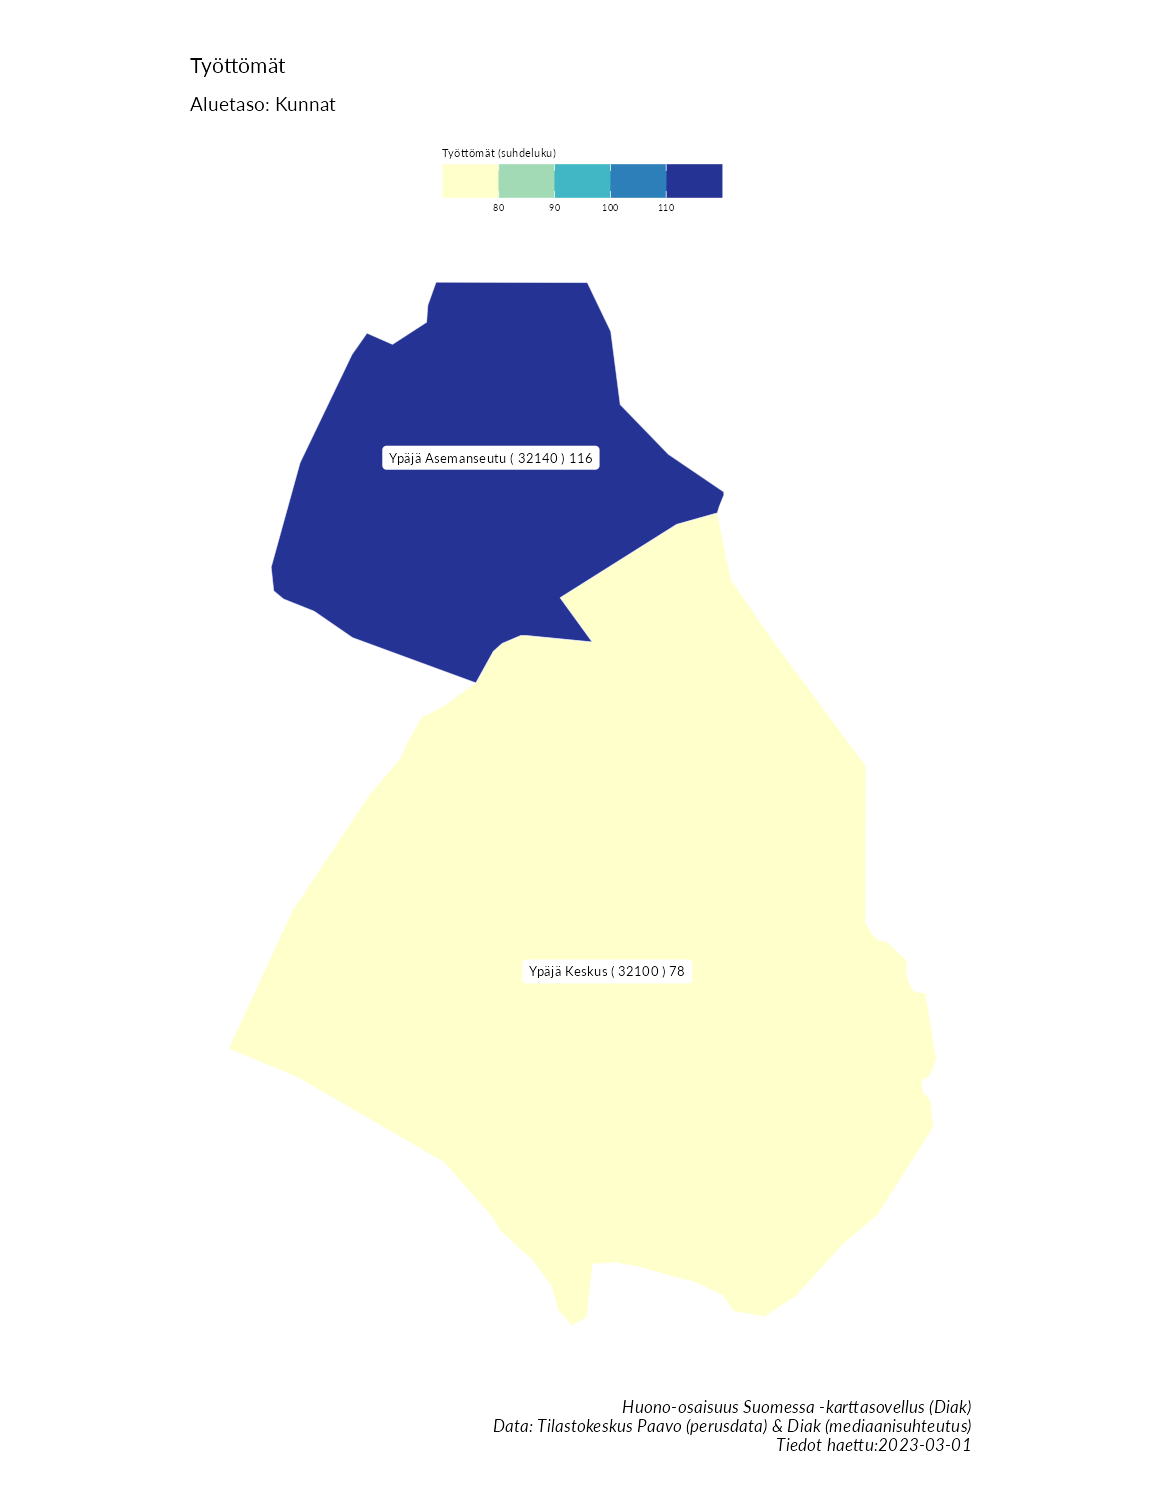 Työttömät
Aluetaso: Kunnat
Työttömät (suhdeluku)
80 90 100 110
Ypäjä Asemanseutu ( 32140 ) 116
Ypäjä Keskus ( 32100 ) 78
Huono-osaisuus Suomessa -karttasovellus (Diak)
Data: Tilastokeskus Paavo (perusdata) & Diak (mediaanisuhteutus)
Tiedot haettu:2023-03-01